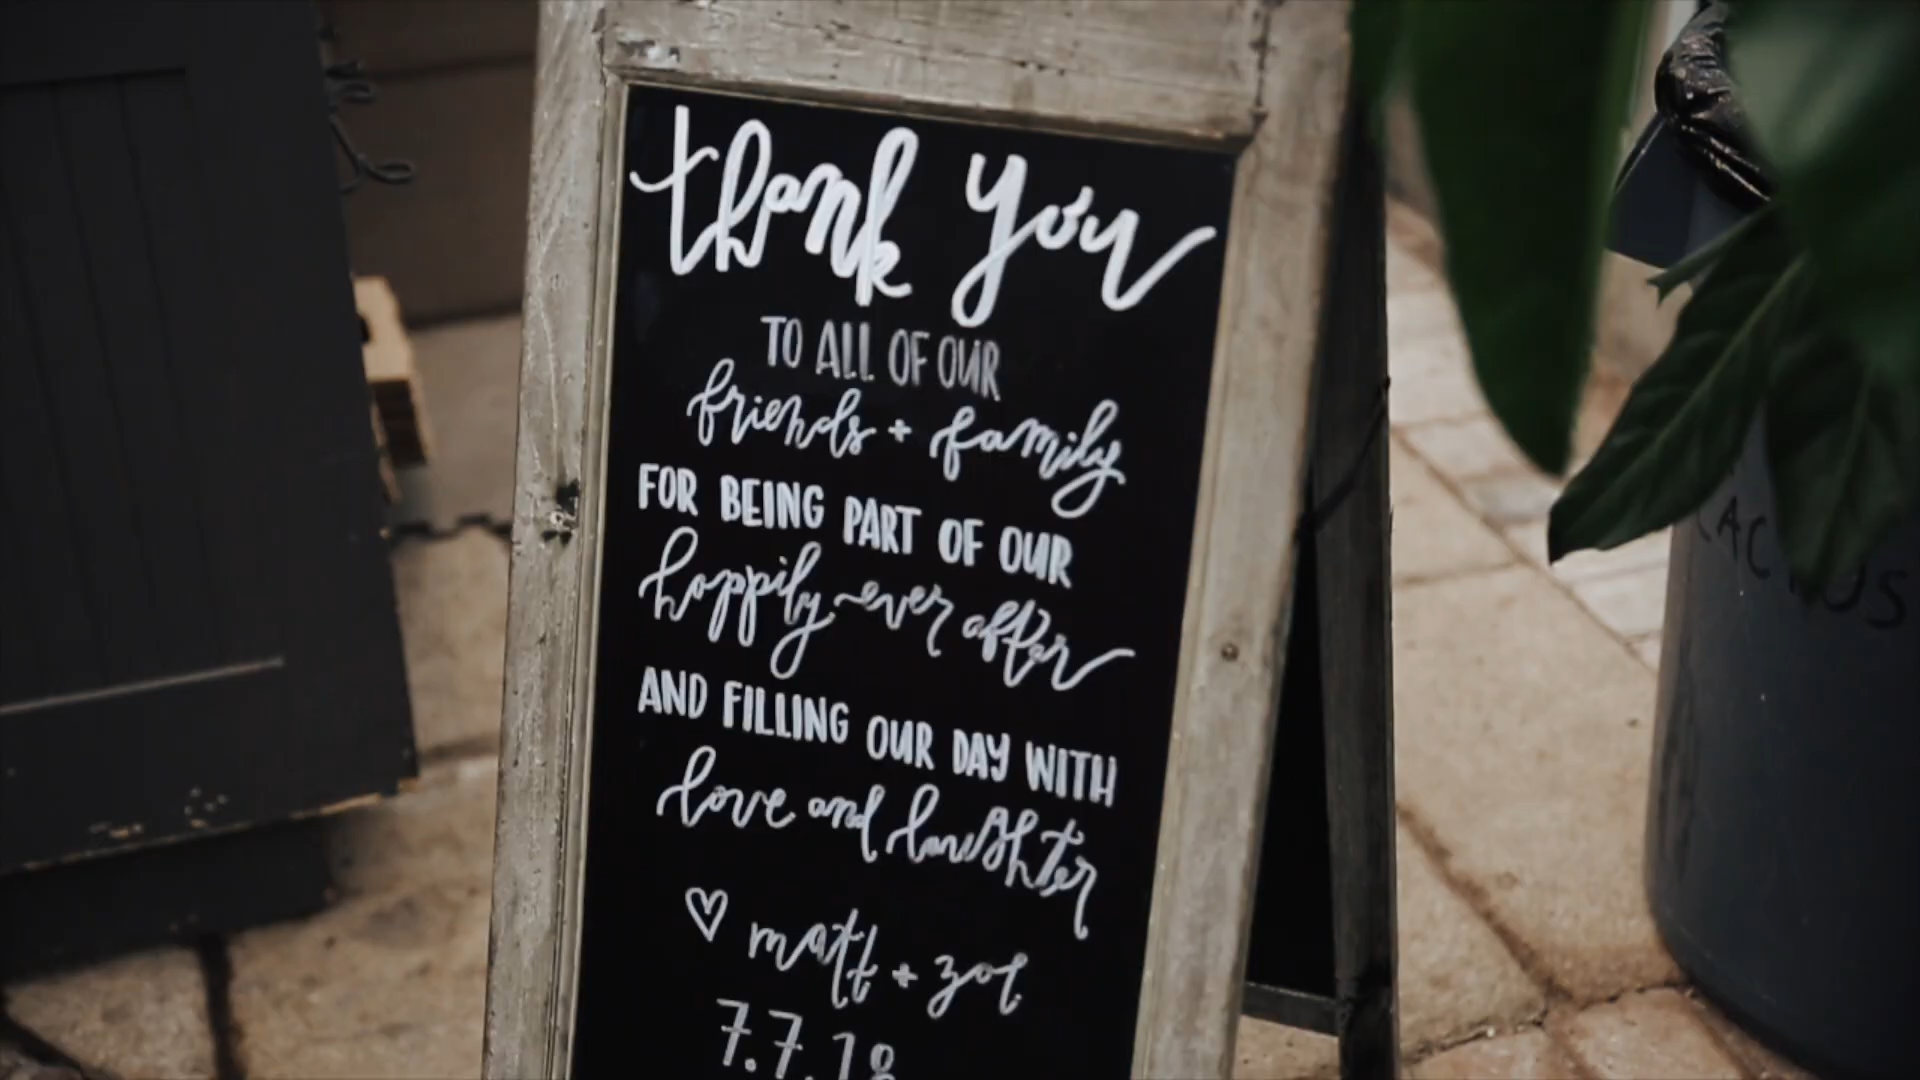 thank you
TO ALL OF OUR
friends + family
FOR BEING PART OF OUR
happily ever after
AND FILLING OUR DAY WITH
love and laughter
♡ matt + zoe
7.7.18